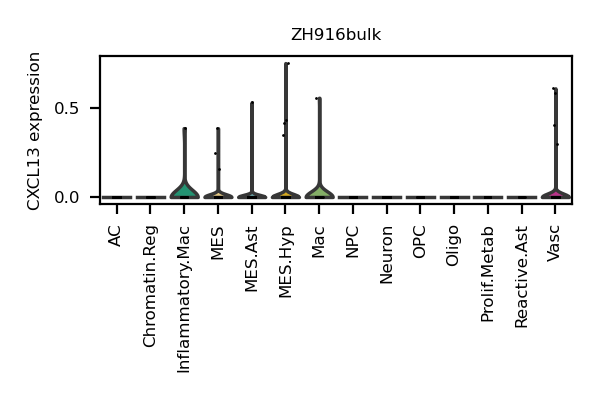 ZH916bulk
CXCL13 expression
0.5
0.0
AC
Chromatin.Reg
Inflammatory.Mac
MES
MES.Ast
MES.Hyp
Mac
NPC
Neuron
OPC
Oligo
Prolif.Metab
Reactive.Ast
Vasc